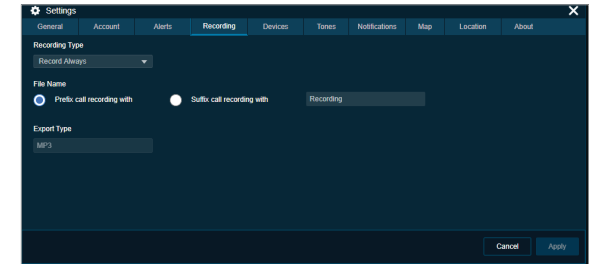 Settings
General Account Alerts Recording Devices Tones Notifications Map Location About
Recording Type
Record Always
File Name
Prefix call recording with Suffix call recording with Recording
Export Type
MP3
Cancel Apply